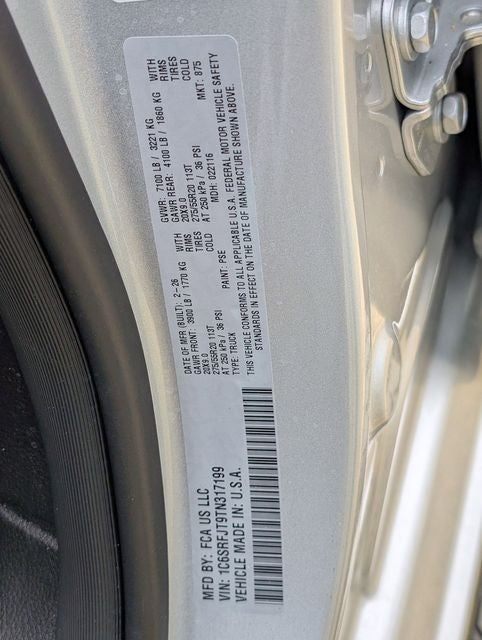 MFD BY: FCA US LLC
DATE OF MFR (BUILT): 2-26 GVWR: 7100 LB / 3221 KG
GAWR FRONT: 3900 LB / 1770 KG WITH GAWR REAR: 4100 LB / 1860 KG WITH
20X9.0 RIMS 20X9.0 RIMS
275/55R20 113T TIRES 275/55R20 113T TIRES
AT 250 kPa / 36 PSI COLD AT 250 kPa / 36 PSI COLD
TYPE: TRUCK PAINT: PSE MDH: 022116 MKT: 875
THIS VEHICLE CONFORMS TO ALL APPLICABLE U.S.A. FEDERAL MOTOR VEHICLE SAFETY
STANDARDS IN EFFECT ON THE DATE OF MANUFACTURE SHOWN ABOVE.
VIN: 1C6SRFJT9TN317199
VEHICLE MADE IN: U.S.A.